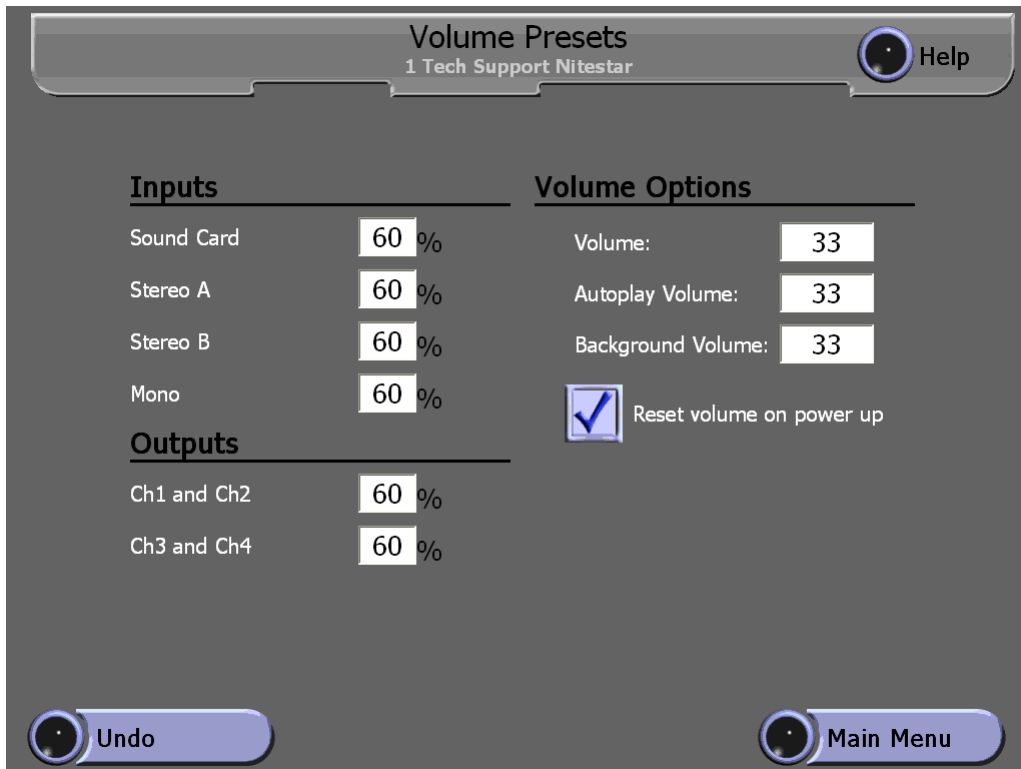 Volume Presets
1 Tech Support Nitestar
Help
Inputs
Sound Card 60 %
Stereo A 60 %
Stereo B 60 %
Mono 60 %
Outputs
Ch1 and Ch2 60 %
Ch3 and Ch4 60 %
Volume Options
Volume: 33
Autoplay Volume: 33
Background Volume: 33
Reset volume on power up
Undo
Main Menu